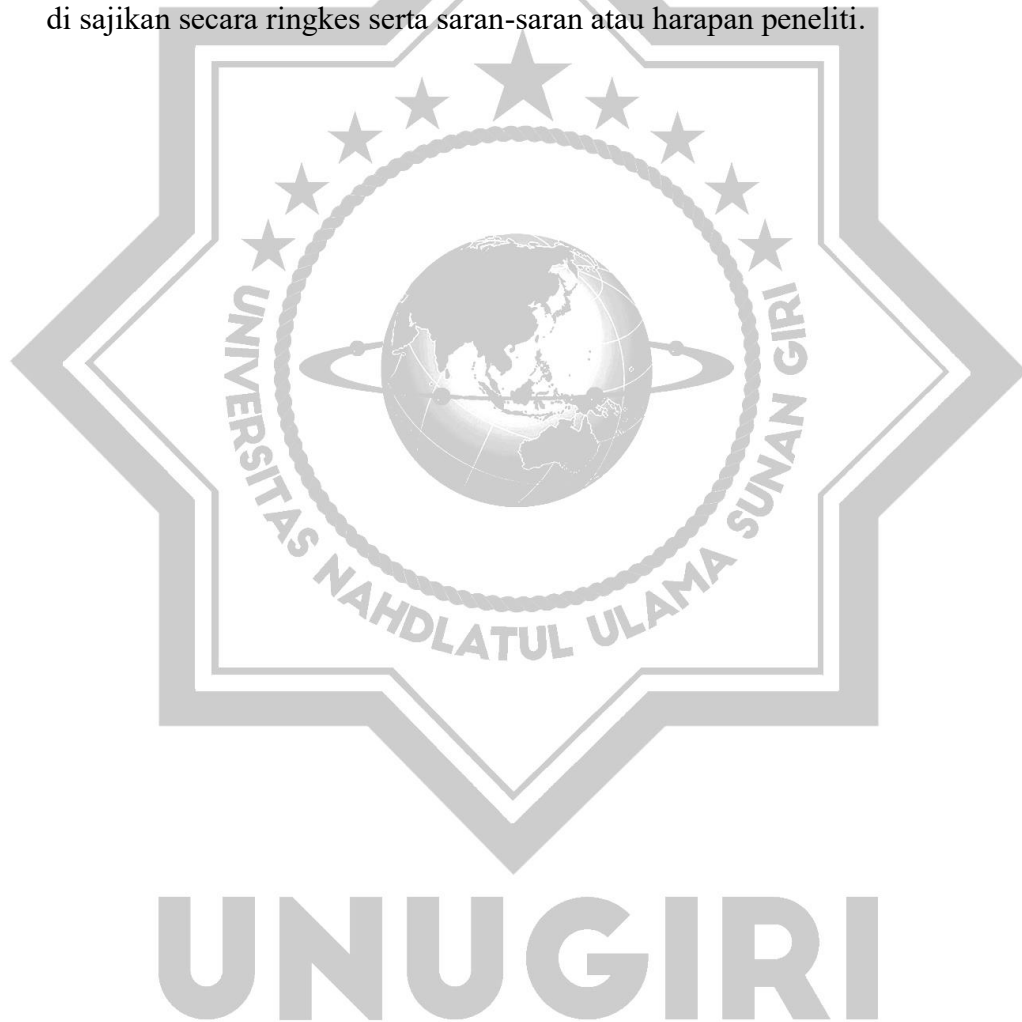 di sajikan secara ringkes serta saran-saran atau harapan peneliti.
UNIVERSITAS NAHDLATUL ULAMA SUNAN GIRI
UNUGIRI